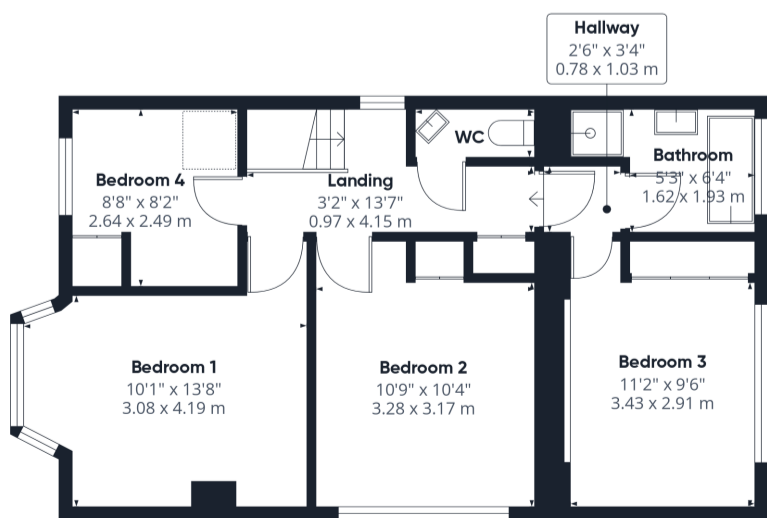 Hallway
2'6" x 3'4"
0.78 x 1.03 m
WC
Bedroom 4
8'8" x 8'2"
2.64 x 2.49 m
Landing
3'2" x 13'7"
0.97 x 4.15 m
Bathroom
5'3" x 6'4"
1.62 x 1.93 m
Bedroom 1
10'1" x 13'8"
3.08 x 4.19 m
Bedroom 2
10'9" x 10'4"
3.28 x 3.17 m
Bedroom 3
11'2" x 9'6"
3.43 x 2.91 m